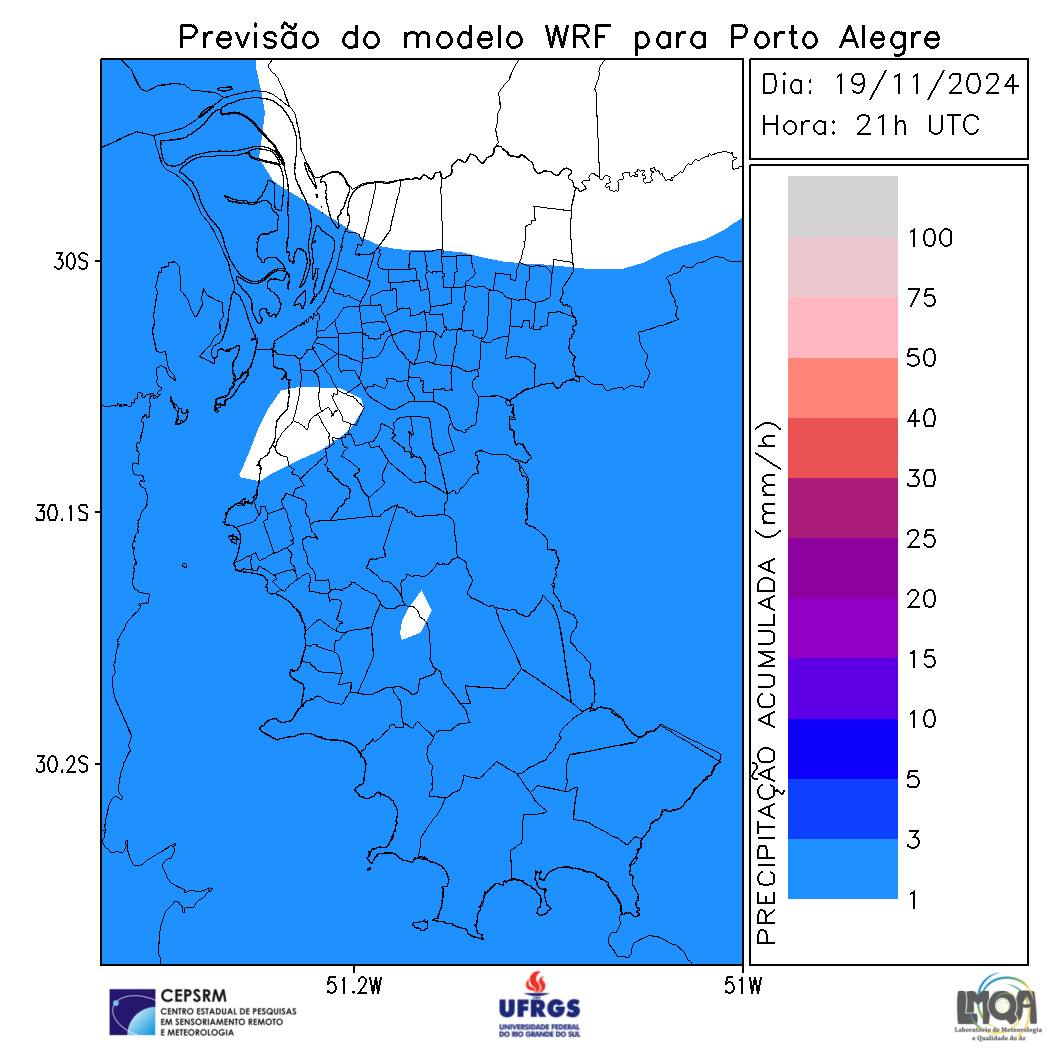 Previsão do modelo WRF para Porto Alegre
Dia: 19/11/2024
Hora: 21h UTC
30S
30.1S
30.2S
51.2W
51W
PRECIPITAÇÃO ACUMULADA (mm/h)
100
75
50
40
30
25
20
15
10
5
3
1
CEPSRM
CENTRO ESTADUAL DE PESQUISAS
EM SENSORIAMENTO REMOTO
E METEOROLOGIA
UFRGS
UNIVERSIDADE FEDERAL
DO RIO GRANDE DO SUL
LMQA
Laboratório de Meteorologia
e Qualidade do Ar